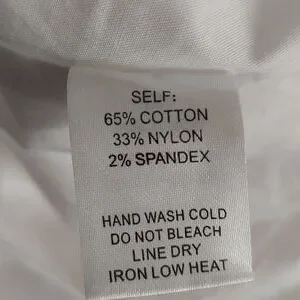 SELF:
65% COTTON
33% NYLON
2% SPANDEX
HAND WASH COLD
DO NOT BLEACH
LINE DRY
IRON LOW HEAT